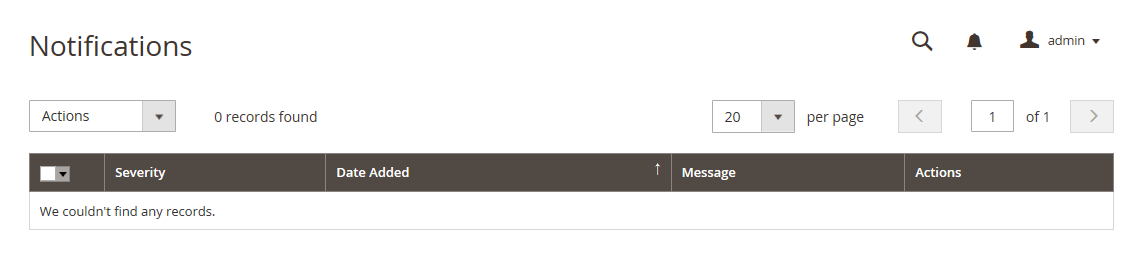 Notifications
admin
Actions
0 records found
20
per page
1
of 1
Severity
Date Added
Message
Actions
We couldn't find any records.